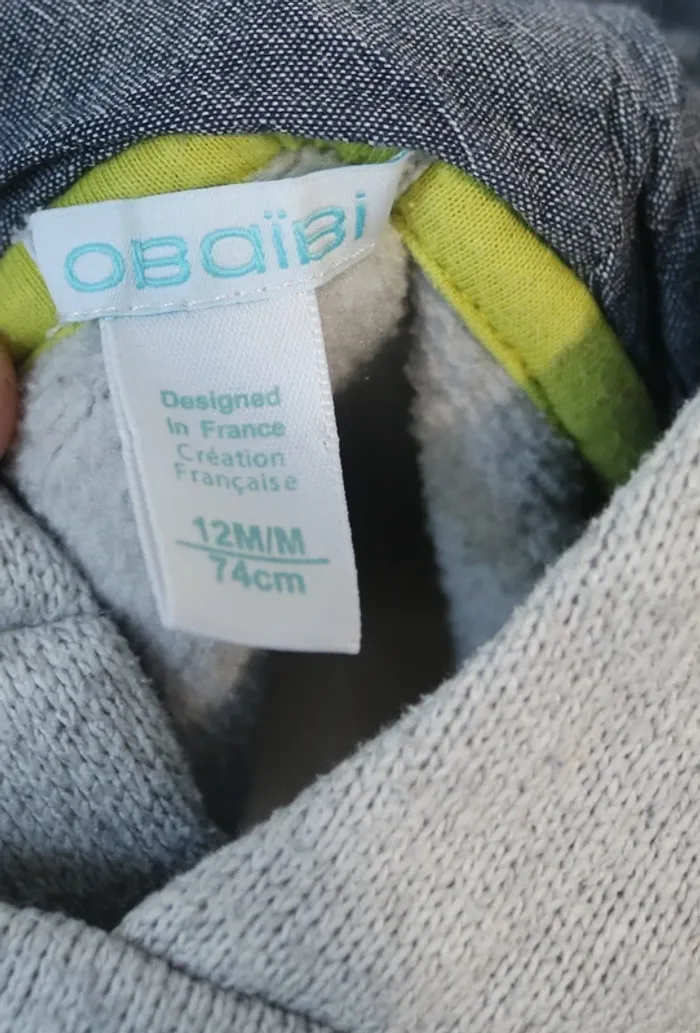 OBaïBi
Designed
In France
Création
Française
12M/M
74cm